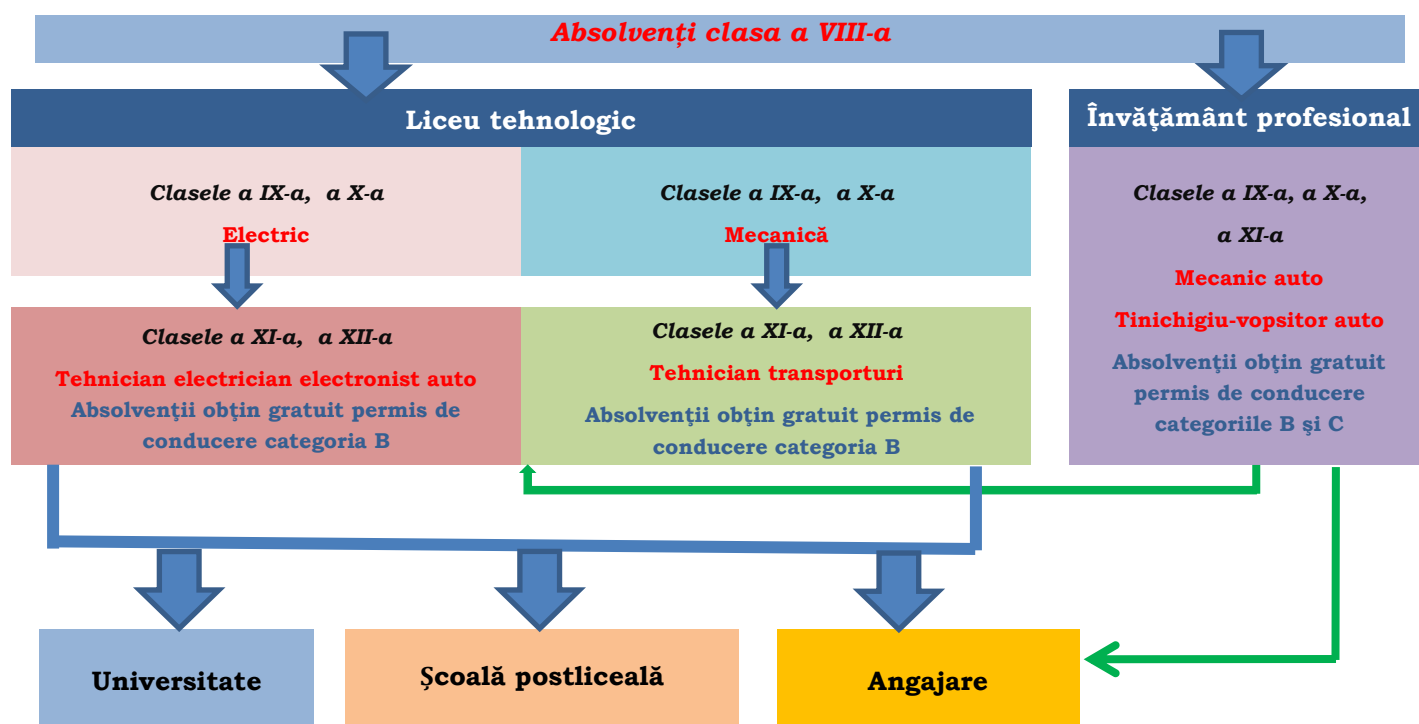 Absolvenți clasa a VIII-a
Liceu tehnologic
Învăţământ profesional
Clasele a IX-a, a X-a
Electric
Clasele a IX-a, a X-a
Mecanică
Clasele a IX-a, a X-a,
a XI-a
Mecanic auto
Tinichigiu-vopsitor auto
Absolvenţii obţin gratuit
permis de conducere
categoriile B şi C
Clasele a XI-a, a XII-a
Tehnician electrician electronist auto
Absolvenţii obţin gratuit permis de
conducere categoria B
Clasele a XI-a, a XII-a
Tehnician transporturi
Absolvenţii obţin gratuit permis de
conducere categoria B
Universitate
Școală postliceală
Angajare